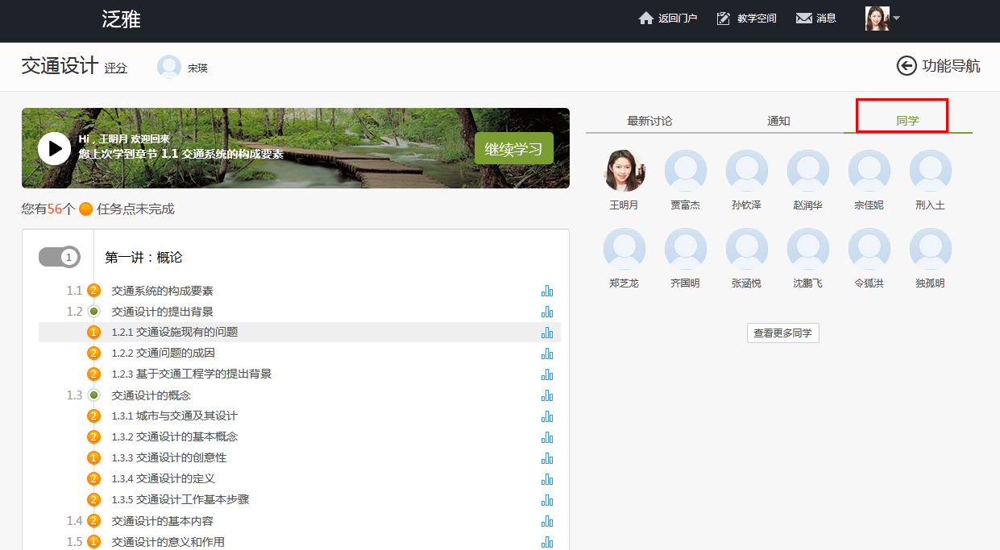 泛雅
返回门户
教学空间
消息
交通设计 评分
宋瑛
功能导航
Hi，王明月 欢迎回来
您上次学到章节 1.1 交通系统的构成要素
继续学习
您有56个 任务点未完成
1 第一讲：概论
1.1 2 交通系统的构成要素
1.2 交通设计的提出背景
1 1.2.1 交通设施现有的问题
2 1.2.2 交通问题的成因
2 1.2.3 基于交通工程学的提出背景
1.3 交通设计的概念
2 1.3.1 城市与交通及其设计
2 1.3.2 交通设计的基本概念
1 1.3.3 交通设计的创意性
2 1.3.4 交通设计的定义
2 1.3.5 交通设计工作基本步骤
1.4 2 交通设计的基本内容
1.5 1 交通设计的意义和作用
最新讨论 通知 同学
王明月 贾富杰 孙钦泽 赵润华 宗佳妮 刑入土
郑芝龙 齐国明 张涵悦 沈鹏飞 令狐洪 独孤明
查看更多同学